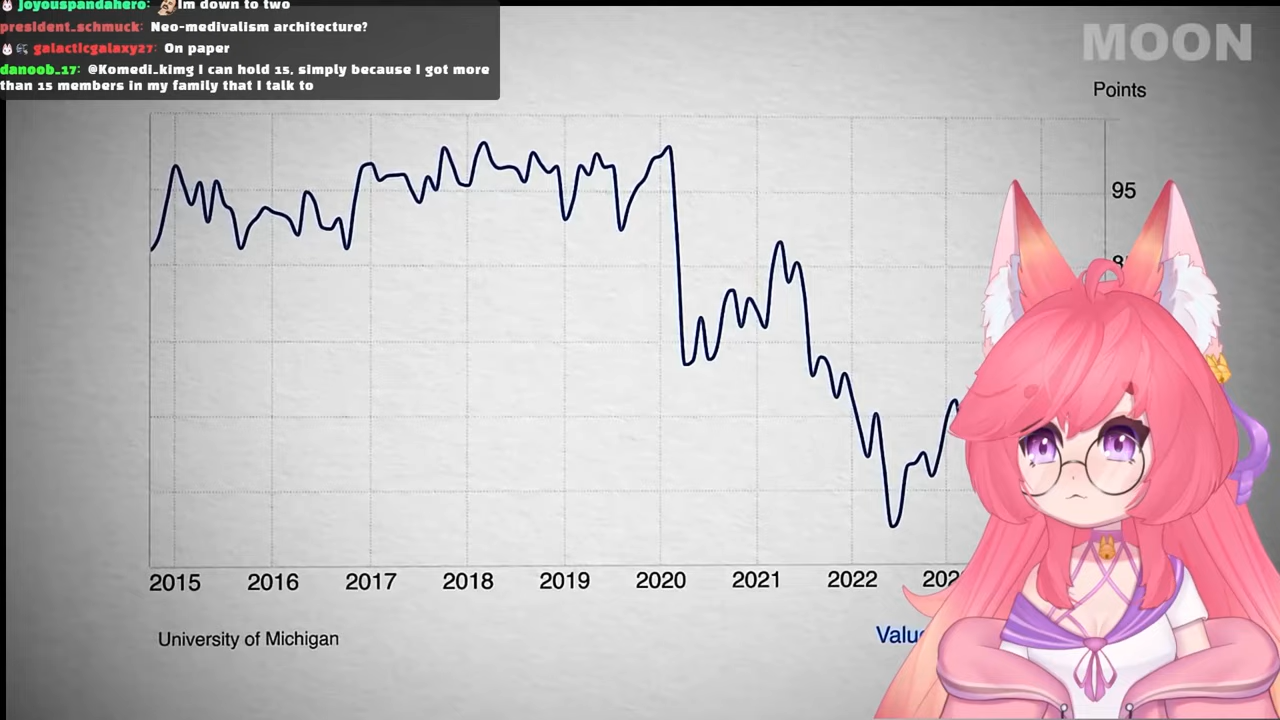 joyouspandahero: Im down to two
president_schmuck: Neo-medivalism architecture?
galacticgalaxy27: On paper
danoob_17: @Komedi_kimg I can hold 15, simply because I got more
than 15 members in my family that I talk to
MOON
Points
95
2015 2016 2017 2018 2019 2020 2021 2022 202
University of Michigan
Valu